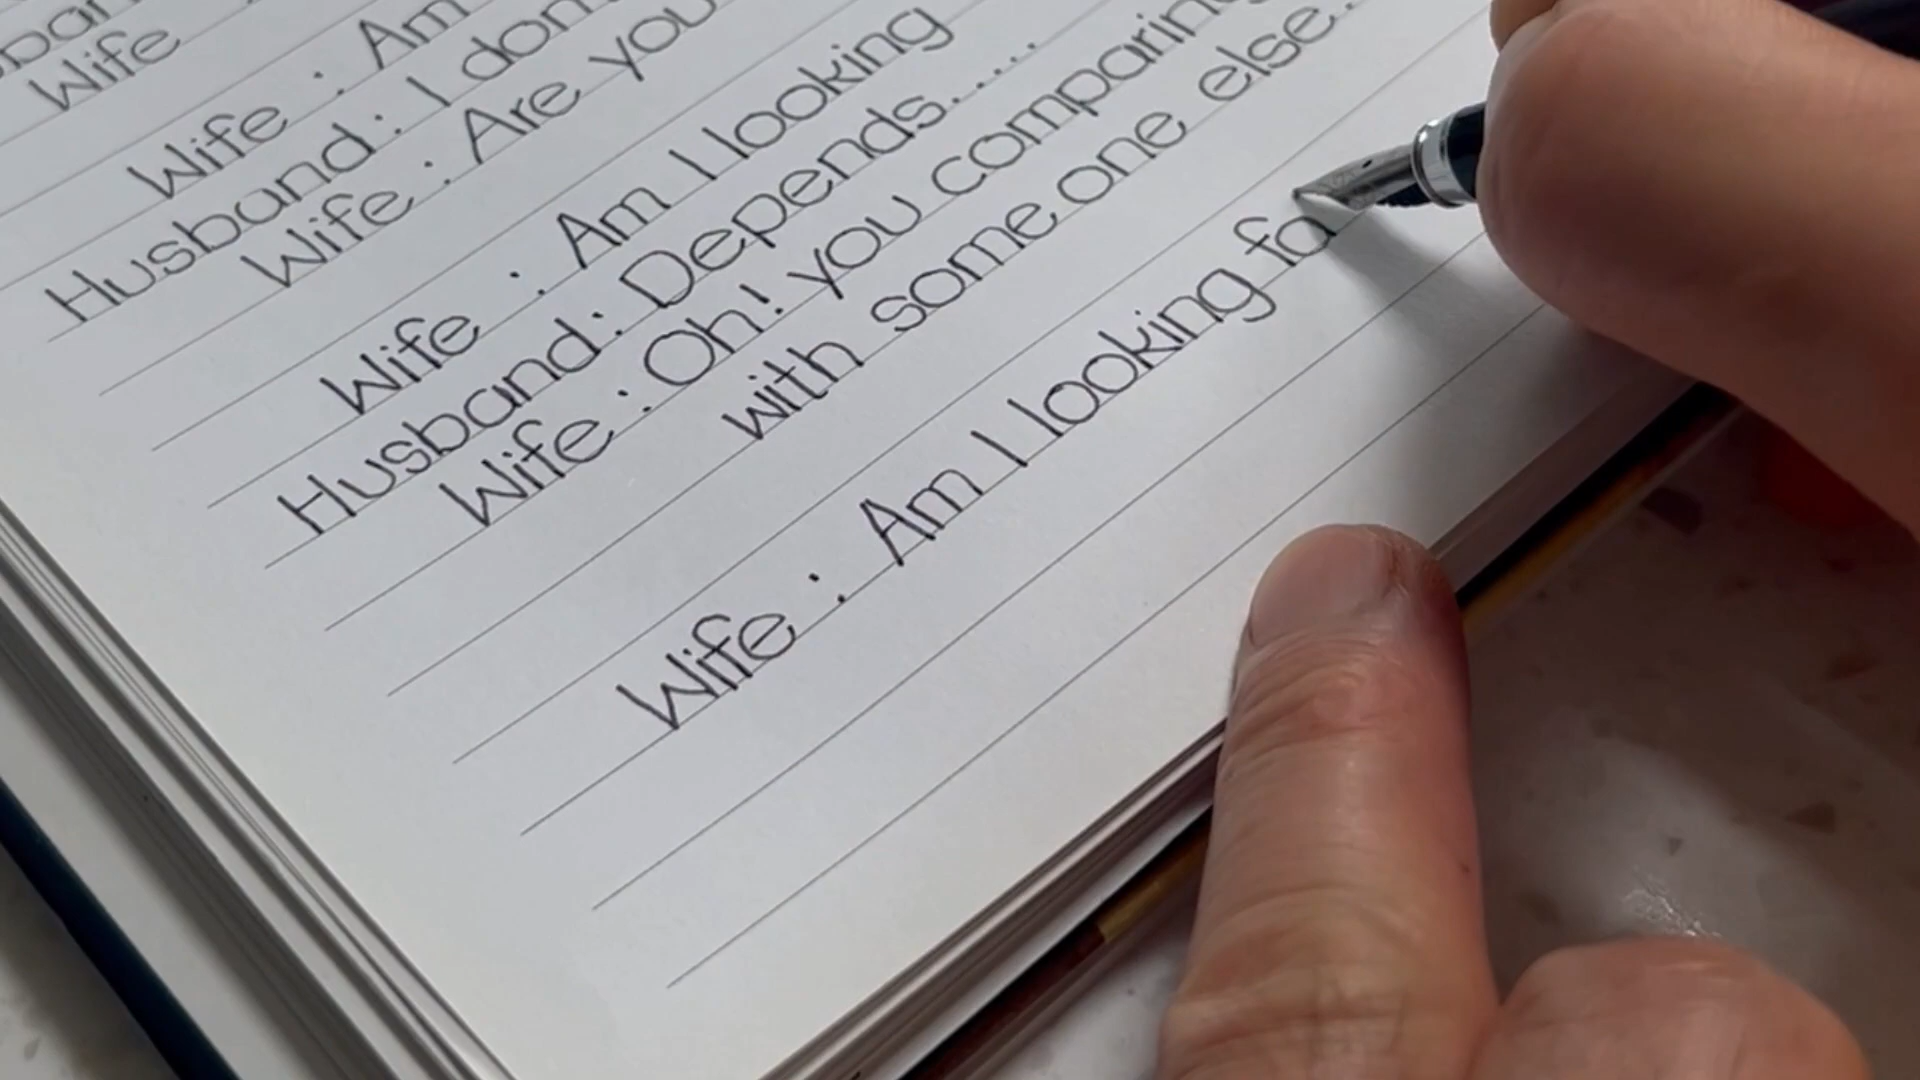 Wife
Wife : Am
Husband : I don
Wife : Are you
Wife : Am I looking
Husband : Depends....
Wife : Oh! you comparing
with some one else.
Wife : Am I looking fa